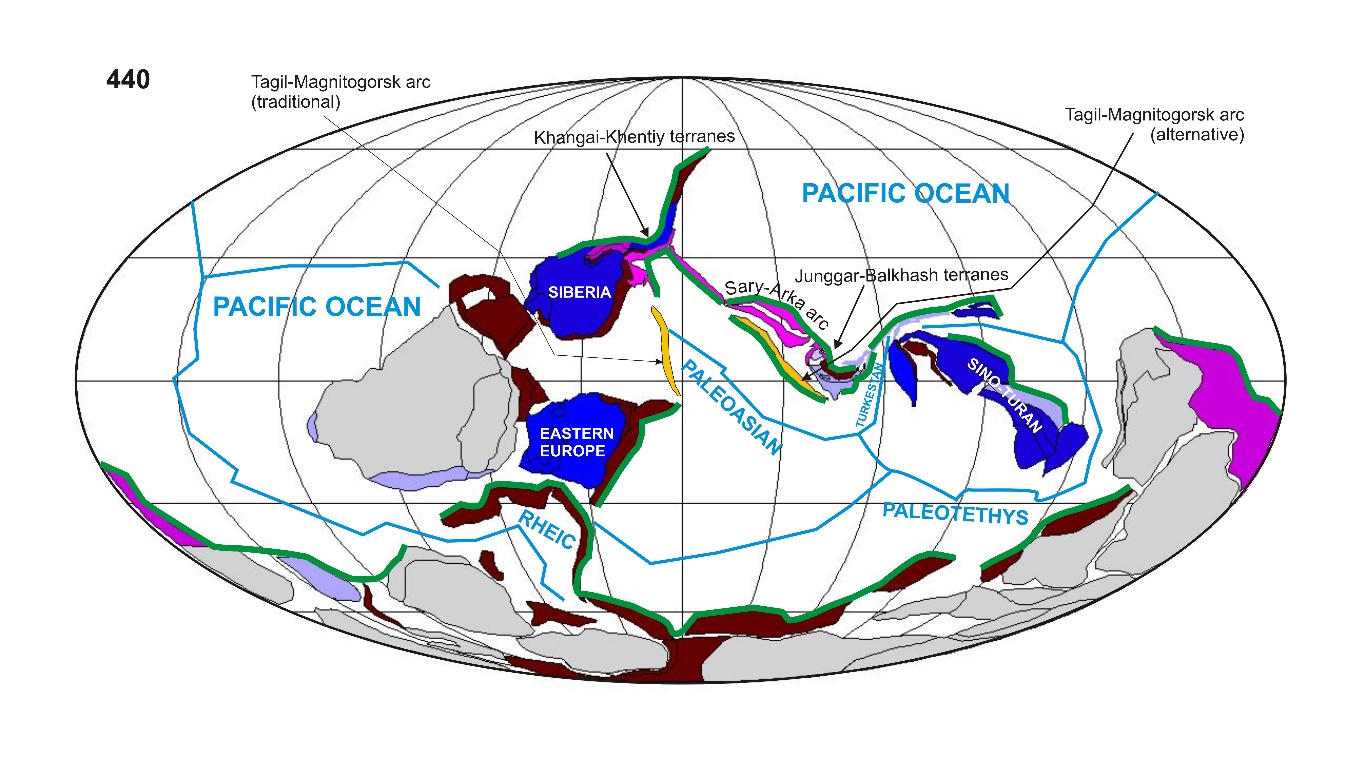 440
Tagil-Magnitogorsk arc
(traditional)
Khangai-Khentiy terranes
Tagil-Magnitogorsk arc
(alternative)
PACIFIC OCEAN
PACIFIC OCEAN
SIBERIA
Sary-Arka arc
Junggar-Balkhash terranes
PALEOASIAN
TURKESTAN
SINO-TURAN
EASTERN
EUROPE
RHEIC
PALEOTETHYS